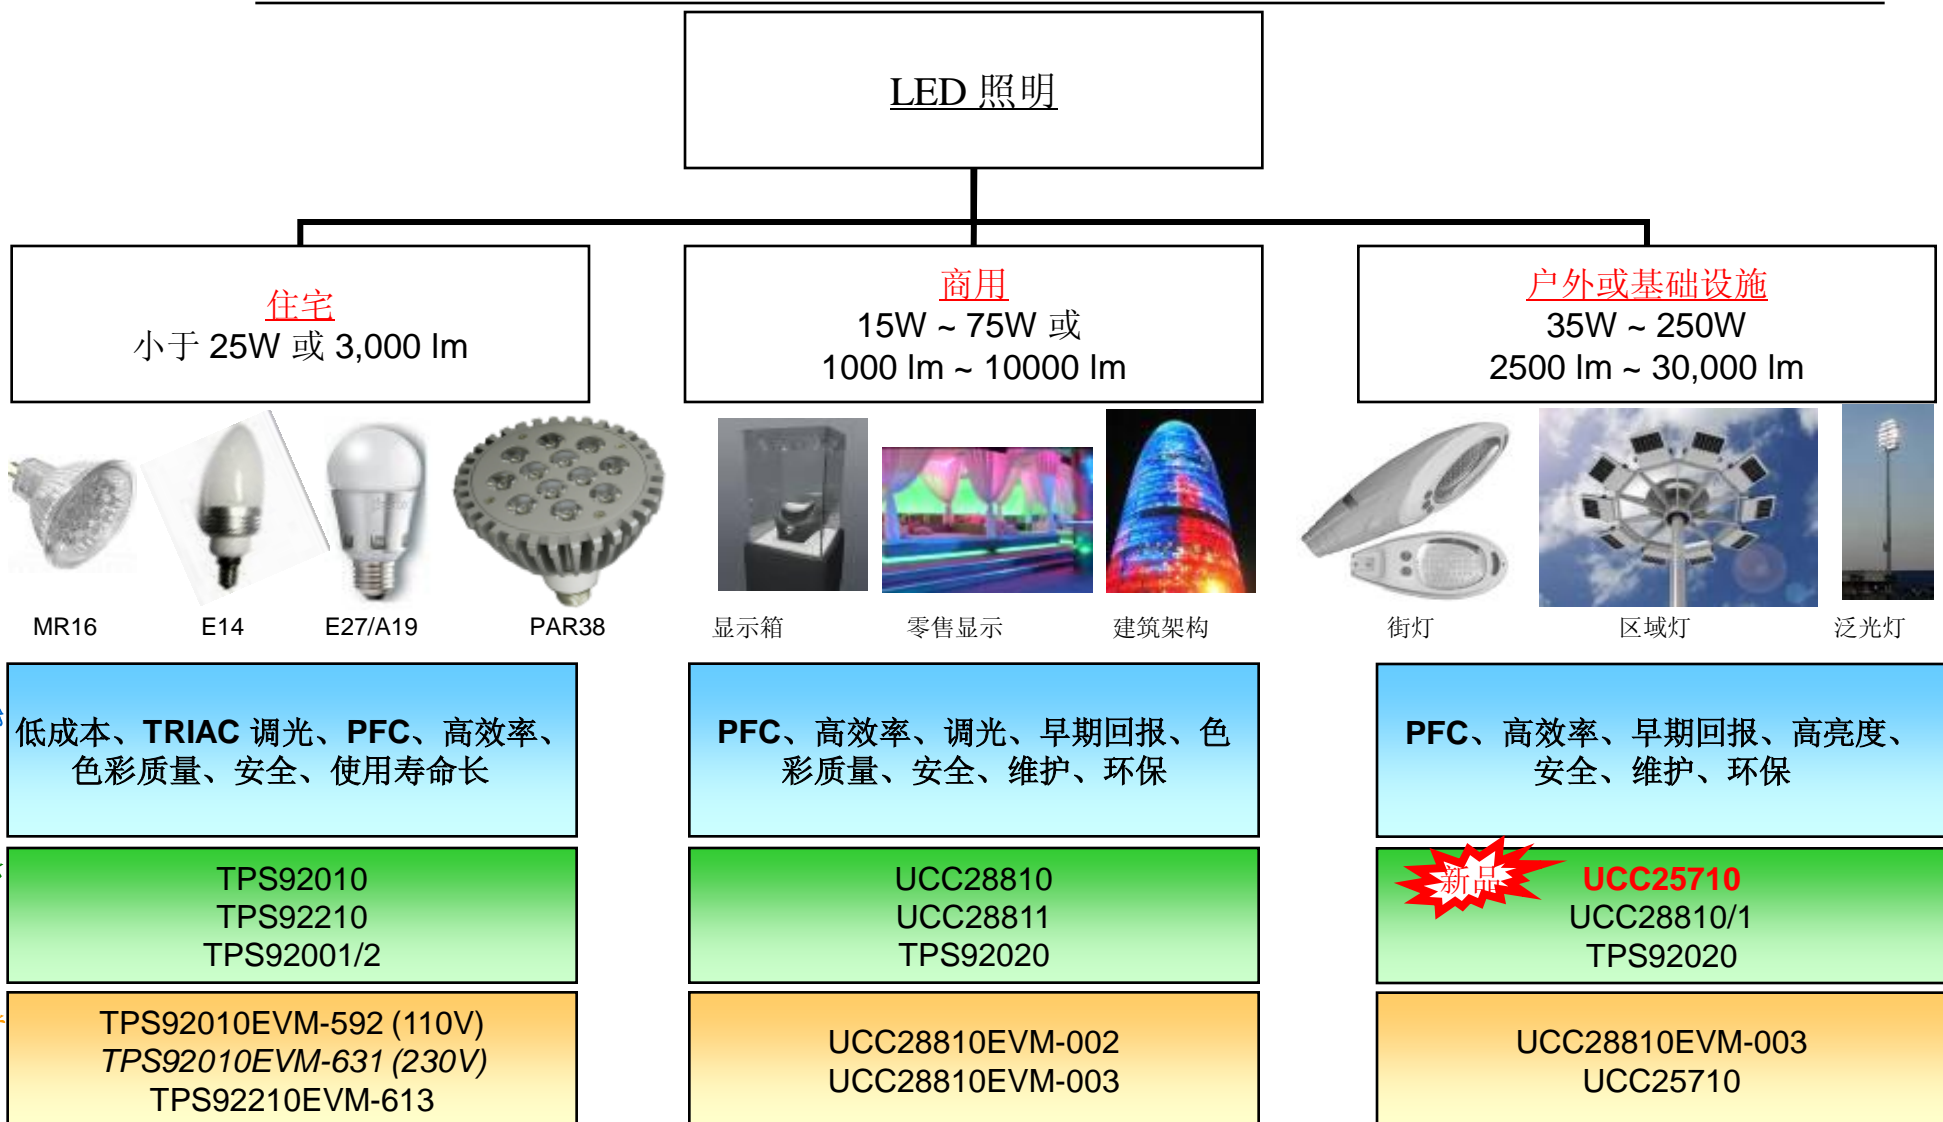 LED 照明
住宅
小于 25W 或 3,000 lm
商用
15W ~ 75W 或
1000 lm ~ 10000 lm
户外或基础设施
35W ~ 250W
2500 lm ~ 30,000 lm
MR16
E14
E27/A19
PAR38
显示箱
零售显示
建筑架构
街灯
区域灯
泛光灯
低成本、TRIAC 调光、PFC、高效率、
色彩质量、安全、使用寿命长
PFC、高效率、调光、早期回报、色
彩质量、安全、维护、环保
PFC、高效率、早期回报、高亮度、
安全、维护、环保
TPS92010
TPS92210
TPS92001/2
UCC28810
UCC28811
TPS92020
新品
UCC25710
UCC28810/1
TPS92020
TPS92010EVM-592 (110V)
TPS92010EVM-631 (230V)
TPS92210EVM-613
UCC28810EVM-002
UCC28810EVM-003
UCC28810EVM-003
UCC25710